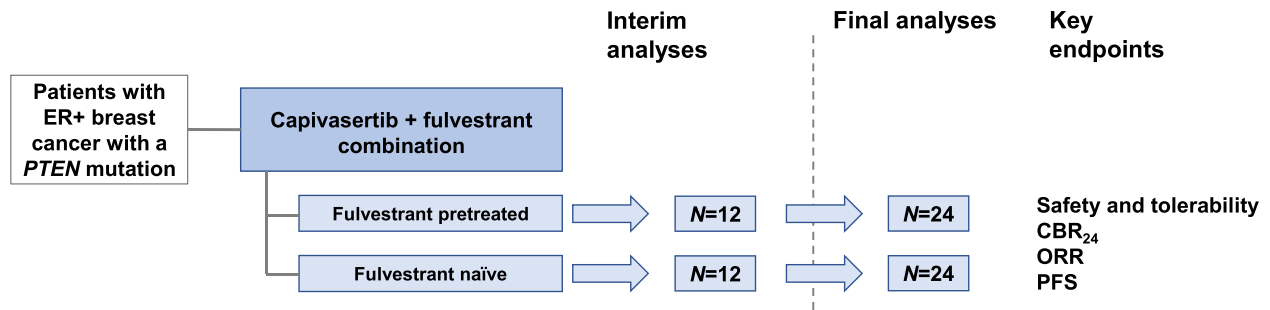 Interim
analyses
Final analyses
Key
endpoints
Patients with
ER+ breast
cancer with a
PTEN mutation
Capivasertib + fulvestrant
combination
Fulvestrant pretreated
N=12
N=24
Fulvestrant naïve
N=12
N=24
Safety and tolerability
CBR24
ORR
PFS